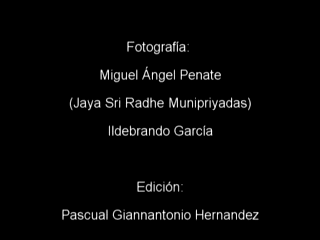 Fotografía:
Miguel Ángel Penate
(Jaya Sri Radhe Munipriyadas)
Ildebrando García
Edición:
Pascual Giannantonio Hernandez